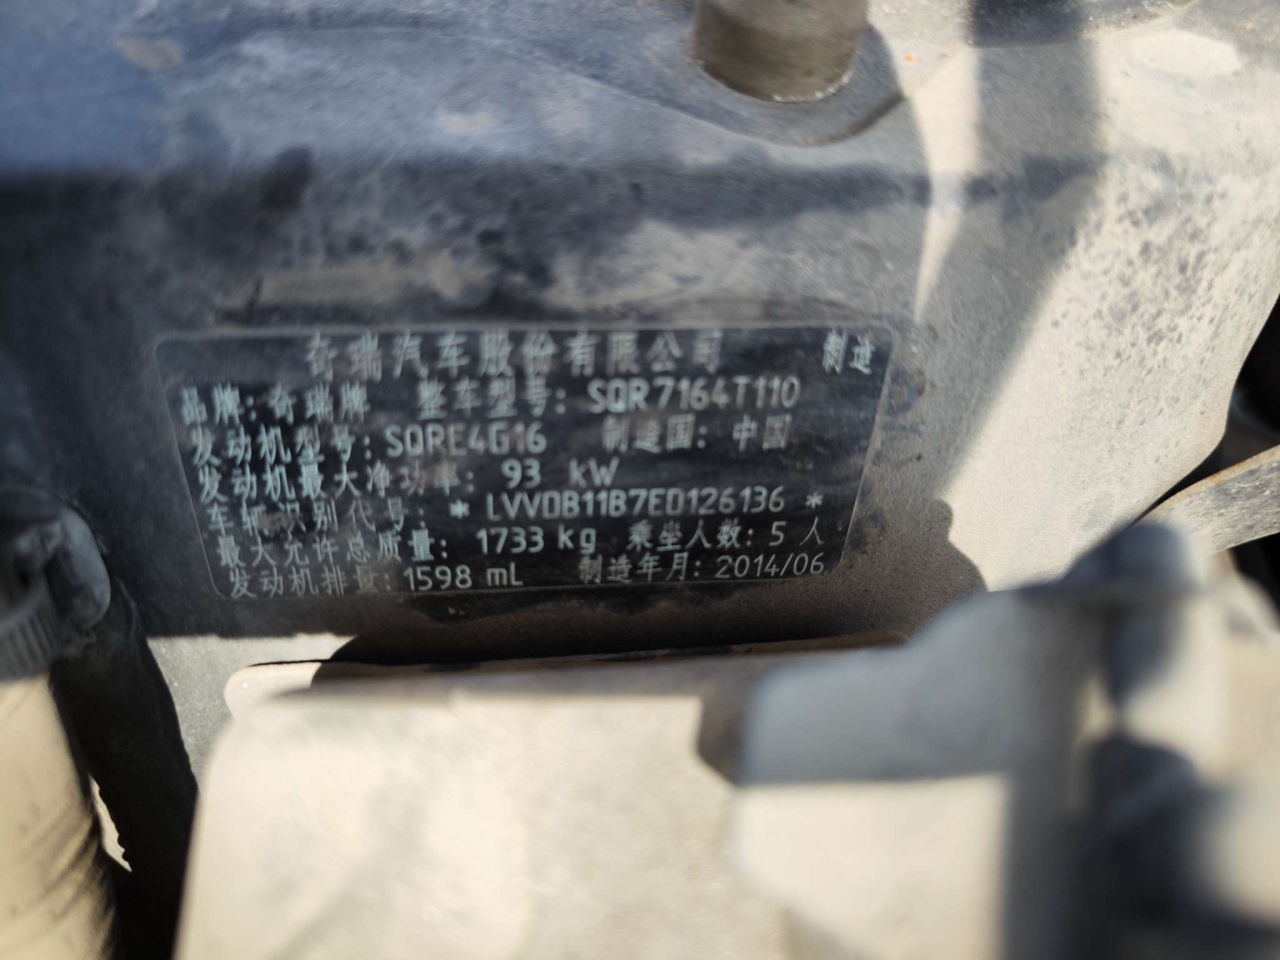 奇瑞汽车股份有限公司 制造
品牌: 奇瑞牌 整车型号: SQR7164T110
发动机型号: SQRE4G16 制造国: 中国
发动机最大净功率: 93 kW
车辆识别代号: * LVVDB11B7ED126136 *
最大允许总质量: 1733 kg 乘坐人数: 5 人
发动机排量: 1598 mL 制造年月: 2014/06